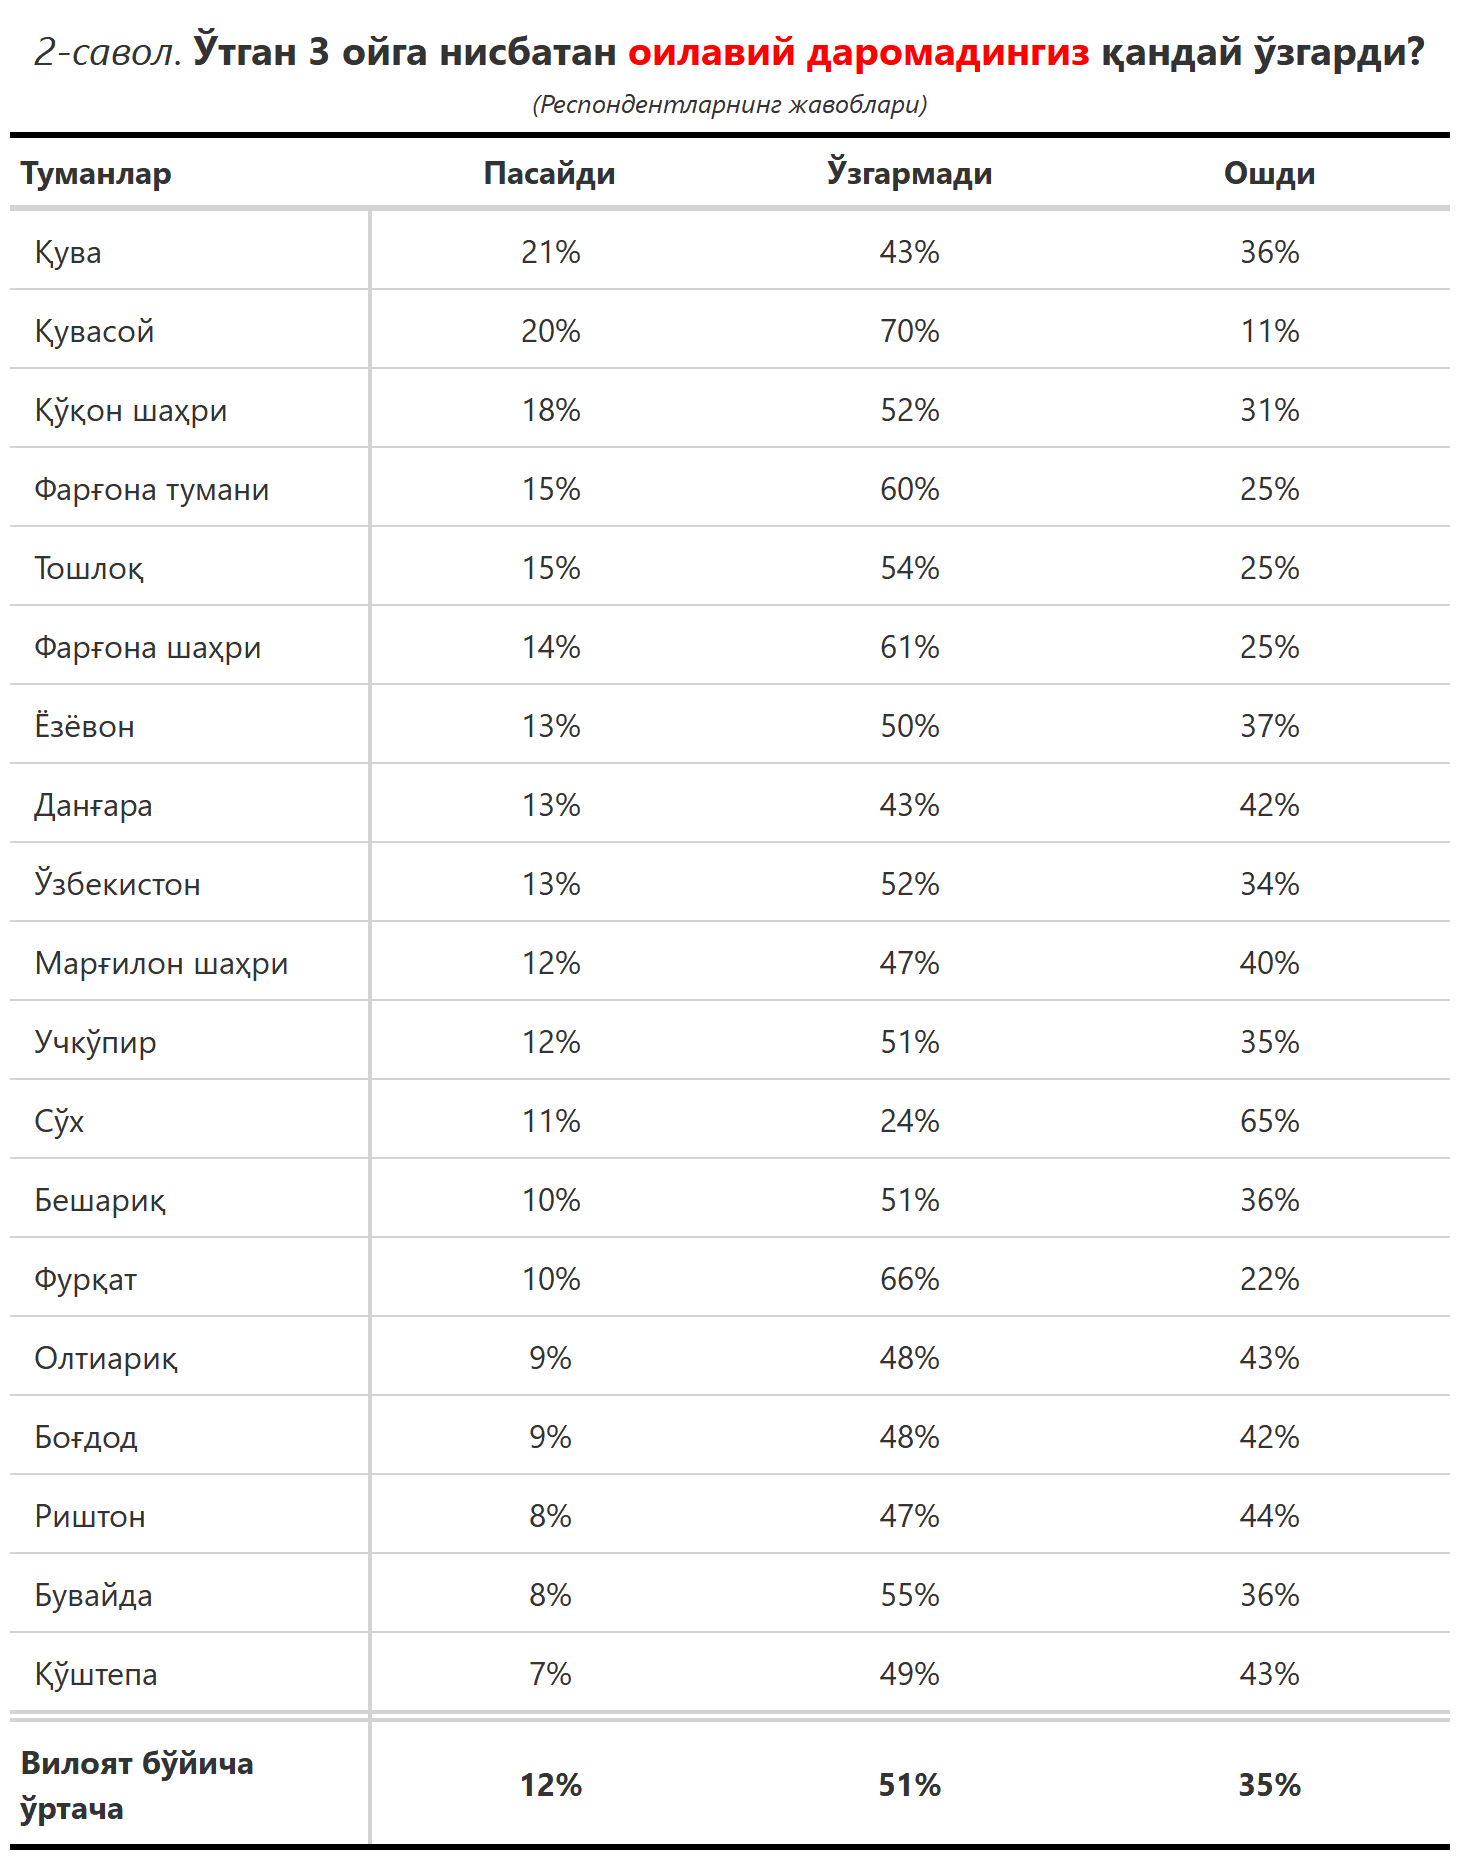 2-савол. Ўтган 3 ойга нисбатан оилавий даромадингиз қандай ўзгарди?
(Респондентларнинг жавоблари)
Туманлар Пасайди Ўзгармади Ошди
Қува 21% 43% 36%
Қувасой 20% 70% 11%
Қўқон шаҳри 18% 52% 31%
Фарғона тумани 15% 60% 25%
Тошлоқ 15% 54% 25%
Фарғона шаҳри 14% 61% 25%
Ёзёвон 13% 50% 37%
Данғара 13% 43% 42%
Ўзбекистон 13% 52% 34%
Марғилон шаҳри 12% 47% 40%
Учкўпир 12% 51% 35%
Сўх 11% 24% 65%
Бешариқ 10% 51% 36%
Фурқат 10% 66% 22%
Олтиариқ 9% 48% 43%
Боғдод 9% 48% 42%
Риштон 8% 47% 44%
Бувайда 8% 55% 36%
Қўштепа 7% 49% 43%
Вилоят бўйича
ўртача 12% 51% 35%